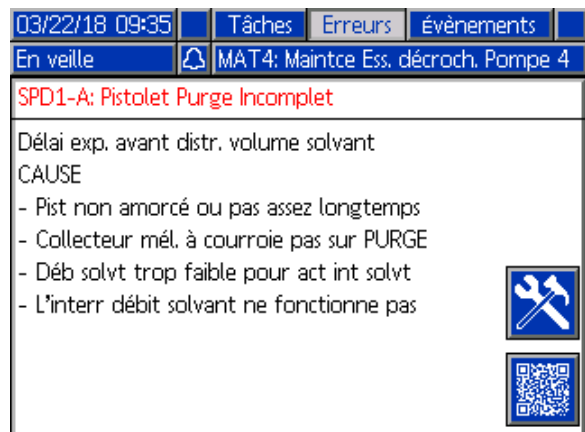 03/22/18 09:35 Tâches Erreurs évènements
En veille MAT4: Maintce Ess. décroch. Pompe 4
SPD1-A: Pistolet Purge Incomplet
Délai exp. avant distr. volume solvant
CAUSE
- Pist non amorcé ou pas assez longtemps
- Collecteur mél. à courroie pas sur PURGE
- Déb solvt trop faible pour act int solvt
- L'interr débit solvant ne fonctionne pas